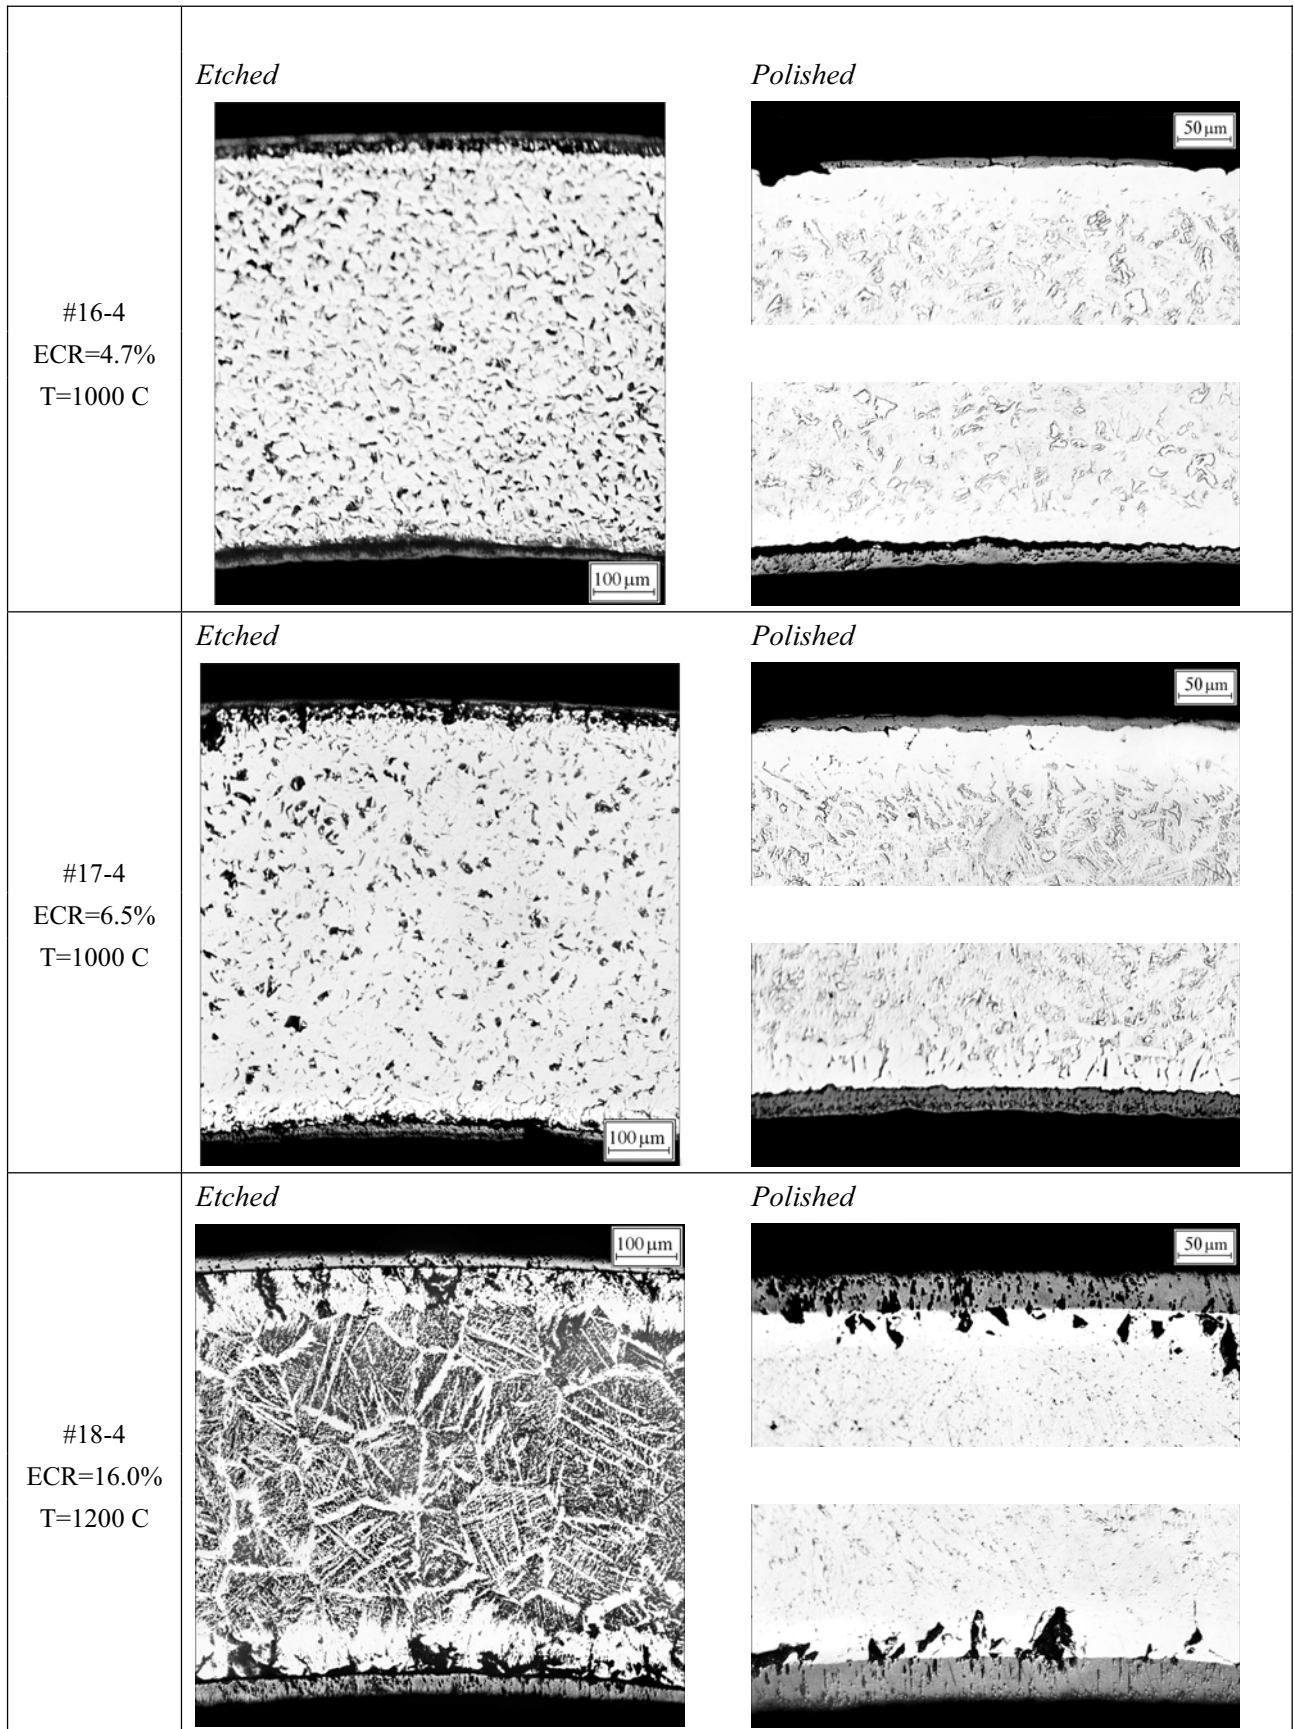 Etched Polished
50 μm
#16-4
ECR=4.7%
T=1000 C
100 μm
Etched Polished
50 μm
#17-4
ECR=6.5%
T=1000 C
100 μm
Etched Polished
100 μm 50 μm
#18-4
ECR=16.0%
T=1200 C